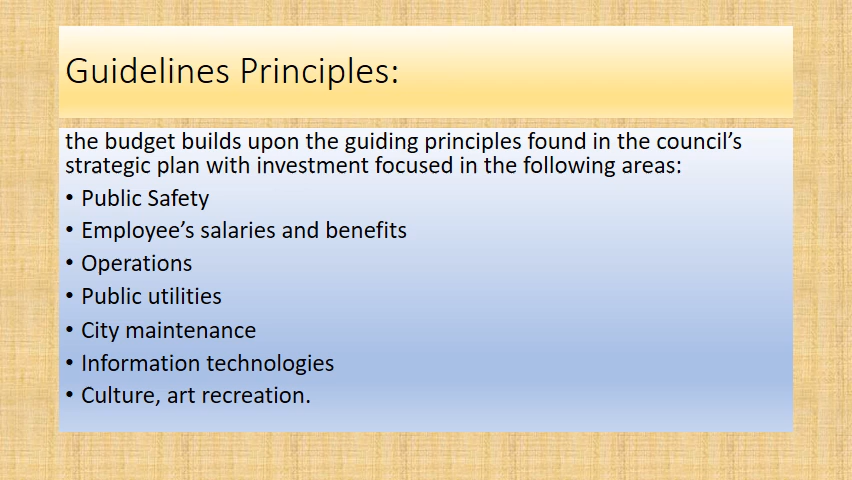 Guidelines Principles:
the budget builds upon the guiding principles found in the council’s
strategic plan with investment focused in the following areas:
• Public Safety
• Employee’s salaries and benefits
• Operations
• Public utilities
• City maintenance
• Information technologies
• Culture, art recreation.